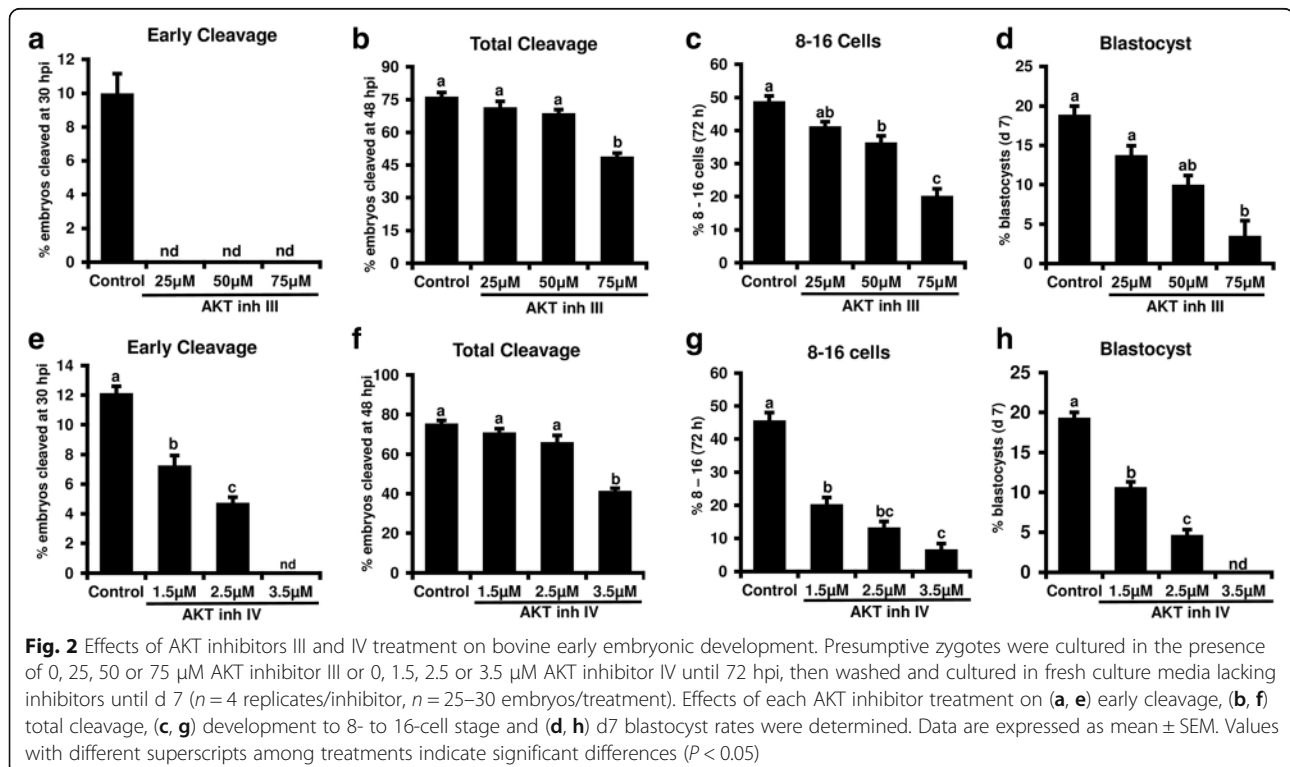 a Early Cleavage
% embryos cleaved at 30 hpi
12
10
8
6
4
2
0
nd nd nd
Control 25µM 50µM 75µM
AKT inh III
b Total Cleavage
% embryos cleaved at 48 hpi
90
75
60
45
30
15
0
a a a b
Control 25µM 50µM 75µM
AKT inh III
c 8-16 Cells
% 8 - 16 cells (72 h)
60
50
40
30
20
10
0
a ab b c
Control 25µM 50µM 75µM
AKT inh III
d Blastocyst
% blastocysts (d 7)
25
20
15
10
5
0
a a ab b
Control 25µM 50µM 75µM
AKT inh III
e Early Cleavage
% embryos cleaved at 30 hpi
14
12
10
8
6
4
2
0
a b c nd
Control 1.5µM 2.5µM 3.5µM
AKT inh IV
f Total Cleavage
% embryos cleaved at 48 hpi
100
80
60
40
20
0
a a a b
Control 1.5µM 2.5µM 3.5µM
AKT inh IV
g 8-16 cells
% 8 – 16 (72 h)
60
50
40
30
20
10
0
a b bc c
Control 1.5µM 2.5µM 3.5µM
AKT inh IV
h Blastocyst
% blastocysts (d 7)
25
20
15
10
5
0
a b c nd
Control 1.5µM 2.5µM 3.5µM
AKT inh IV
Fig. 2 Effects of AKT inhibitors III and IV treatment on bovine early embryonic development. Presumptive zygotes were cultured in the presence
of 0, 25, 50 or 75 µM AKT inhibitor III or 0, 1.5, 2.5 or 3.5 µM AKT inhibitor IV until 72 hpi, then washed and cultured in fresh culture media lacking
inhibitors until d 7 (n = 4 replicates/inhibitor, n = 25–30 embryos/treatment). Effects of each AKT inhibitor treatment on (a, e) early cleavage, (b, f)
total cleavage, (c, g) development to 8- to 16-cell stage and (d, h) d7 blastocyst rates were determined. Data are expressed as mean ± SEM. Values
with different superscripts among treatments indicate significant differences (P < 0.05)